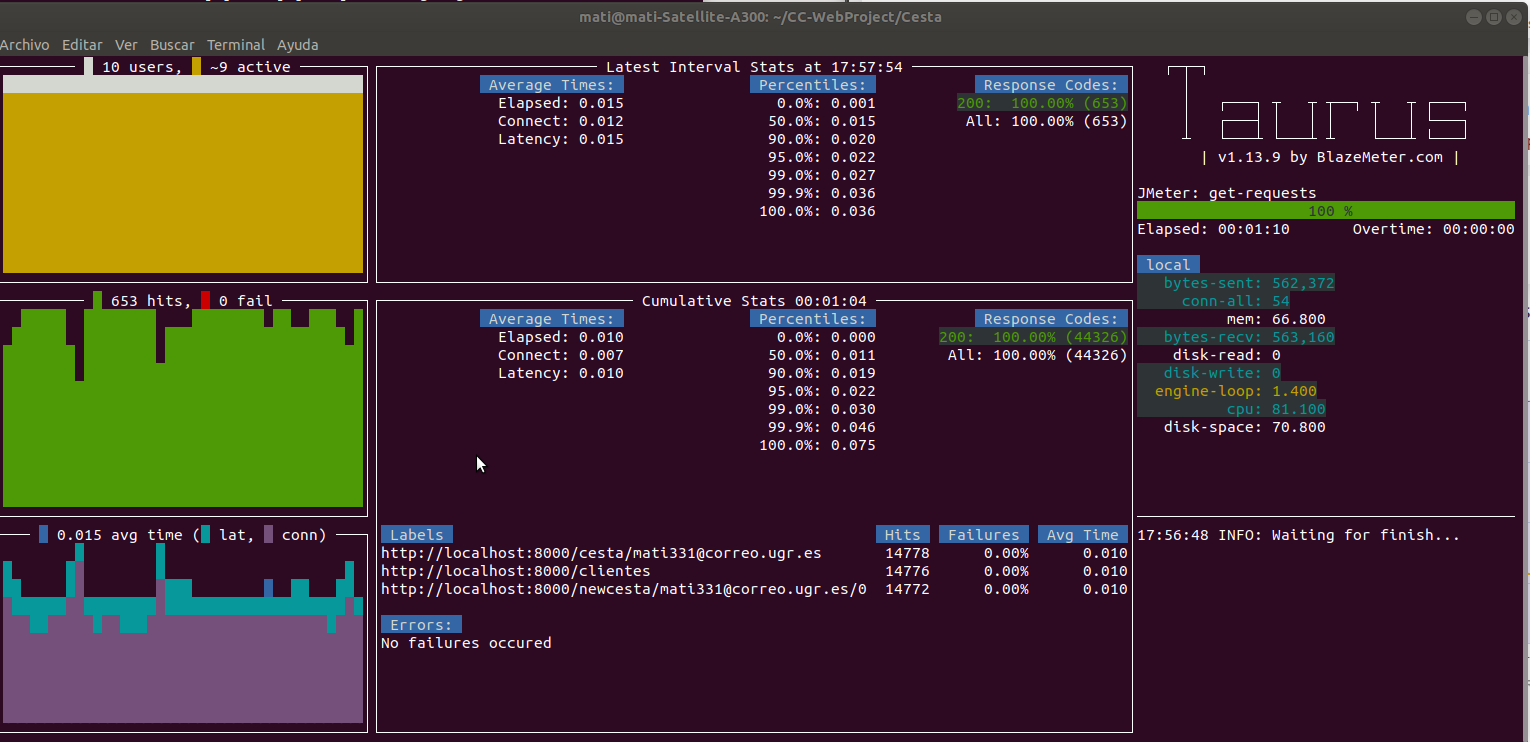 mati@mati-Satellite-A300: ~/CC-WebProject/Cesta
Archivo Editar Ver Buscar Terminal Ayuda
10 users, ~9 active
653 hits, 0 fail
0.015 avg time ( lat, conn)
Latest Interval Stats at 17:57:54
Average Times: Percentiles: Response Codes:
Elapsed: 0.015 0.0%: 0.001 200: 100.00% (653)
Connect: 0.012 50.0%: 0.015 All: 100.00% (653)
Latency: 0.015 90.0%: 0.020
95.0%: 0.022
99.0%: 0.027
99.9%: 0.036
100.0%: 0.036
Cumulative Stats 00:01:04
Average Times: Percentiles: Response Codes:
Elapsed: 0.010 0.0%: 0.000 200: 100.00% (44326)
Connect: 0.007 50.0%: 0.011 All: 100.00% (44326)
Latency: 0.010 90.0%: 0.019
95.0%: 0.022
99.0%: 0.030
99.9%: 0.046
100.0%: 0.075
Labels Hits Failures Avg Time
http://localhost:8000/cesta/mati331@correo.ugr.es 14778 0.00% 0.010
http://localhost:8000/clientes 14776 0.00% 0.010
http://localhost:8000/newcesta/mati331@correo.ugr.es/0 14772 0.00% 0.010
Errors:
No failures occured
Taurus
| v1.13.9 by BlazeMeter.com |
JMeter: get-requests
100 %
Elapsed: 00:01:10 Overtime: 00:00:00
local
bytes-sent: 562,372
conn-all: 54
mem: 66.800
bytes-recv: 563,160
disk-read: 0
disk-write: 0
engine-loop: 1.400
cpu: 81.100
disk-space: 70.800
17:56:48 INFO: Waiting for finish...